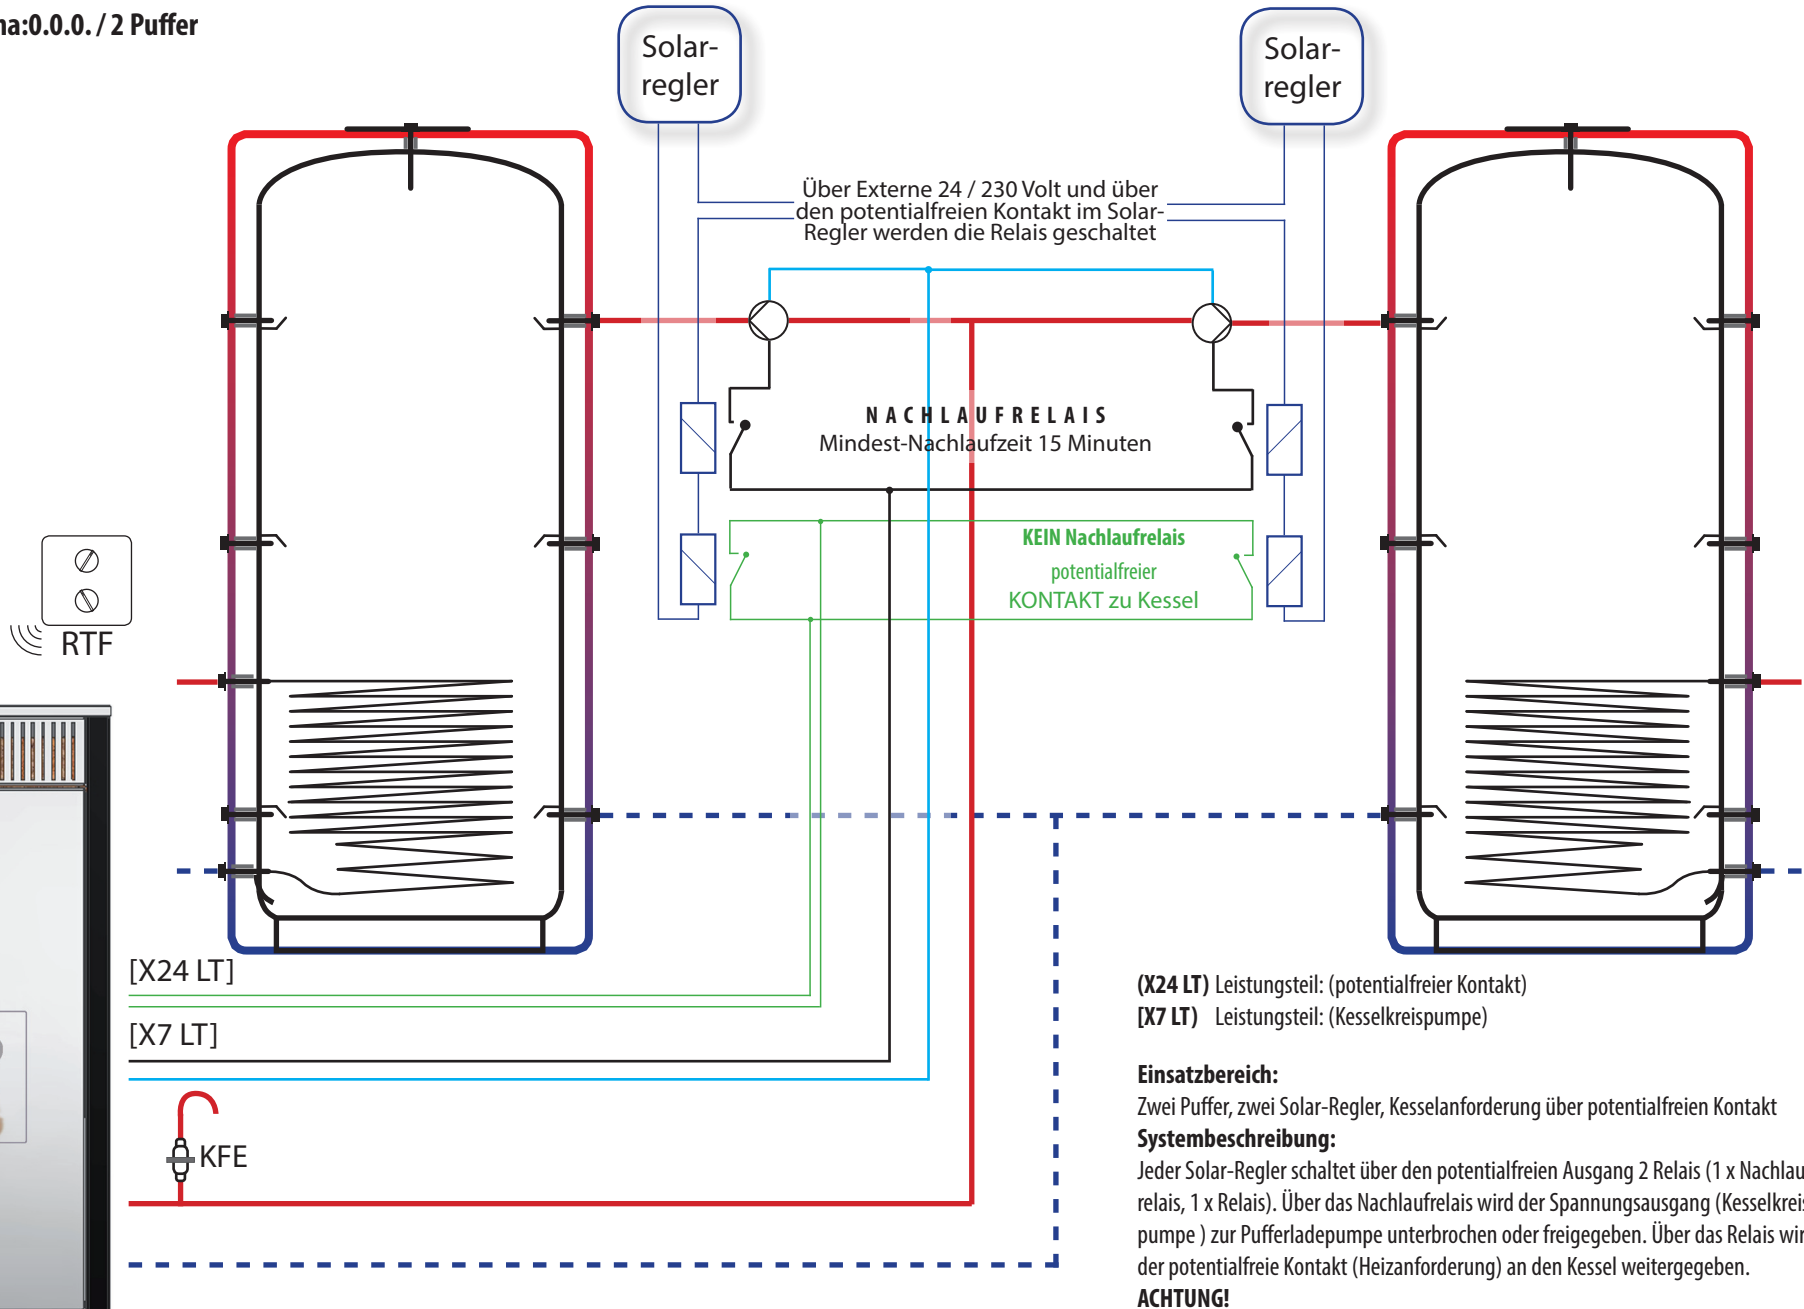 na:0.0.0. / 2 Puffer
Solar-
regler
Solar-
regler
Über Externe 24 / 230 Volt und über
den potentialfreien Kontakt im Solar-
Regler werden die Relais geschaltet
NACHLAUFRELAIS
Mindest-Nachlaufzeit 15 Minuten
KEIN Nachlaufrelais
potentialfreier
KONTAKT zu Kessel
RTF
[X24 LT]
[X7 LT]
KFE
(X24 LT) Leistungsteil: (potentialfreier Kontakt)
[X7 LT) Leistungsteil: (Kesselkreispumpe)
Einsatzbereich:
Zwei Puffer, zwei Solar-Regler, Kesselanforderung über potentialfreien Kontakt
Systembeschreibung:
Jeder Solar-Regler schaltet über den potentialfreien Ausgang 2 Relais (1 x Nachlau
relais, 1 x Relais). Über das Nachlaufrelais wird der Spannungsausgang (Kesselkreis
pumpe ) zur Pufferladepumpe unterbrochen oder freigegeben. Über das Relais wir
der potentialfreie Kontakt (Heizanforderung) an den Kessel weitergegeben.
ACHTUNG!